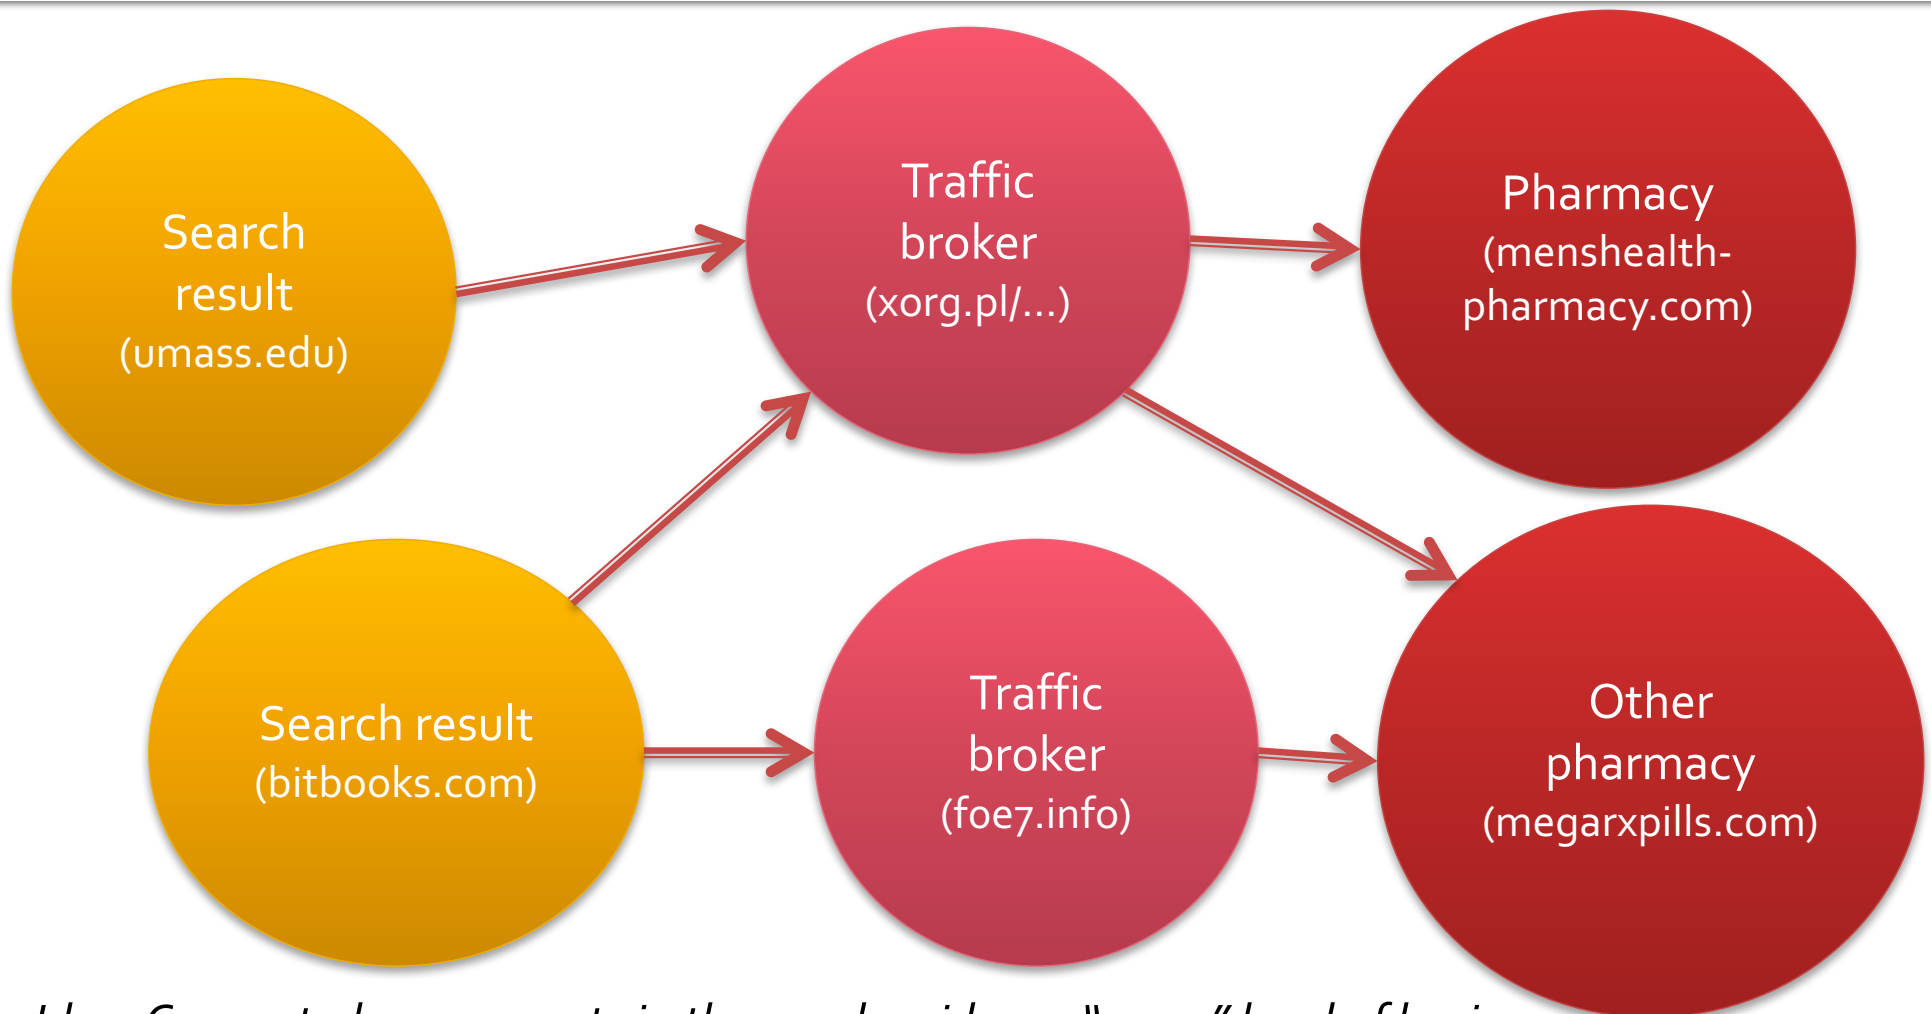 Search
result
(umass.edu)
Traffic
broker
(xorg.pl/...)
Pharmacy
(menshealth-
pharmacy.com)
Search result
(bitbooks.com)
Traffic
broker
(foe7.info)
Other
pharmacy
(megarxpills.com)